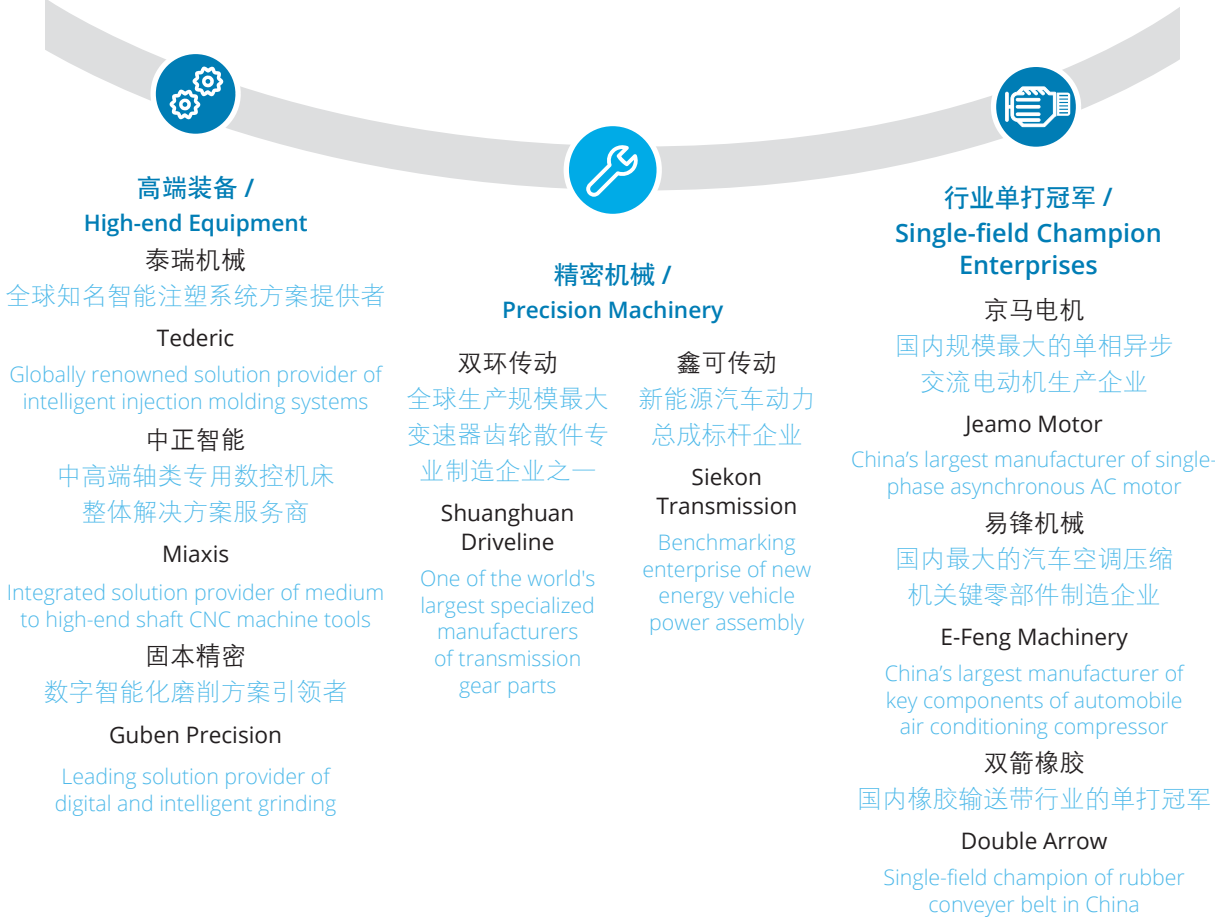 高端装备 /
High-end Equipment
泰瑞机械
全球知名智能注塑系统方案提供者
Tederic
Globally renowned solution provider of
intelligent injection molding systems
中正智能
中高端轴类专用数控机床
整体解决方案服务商
Miaxis
Integrated solution provider of medium
to high-end shaft CNC machine tools
固本精密
数字智能化磨削方案引领者
Guben Precision
Leading solution provider of
digital and intelligent grinding
精密机械 /
Precision Machinery
双环传动
全球生产规模最大
变速器齿轮散件专
业制造企业之一
Shuanghuan
Driveline
One of the world's
largest specialized
manufacturers
of transmission
gear parts
鑫可传动
新能源汽车动力
总成标杆企业
Siekon
Transmission
Benchmarking
enterprise of new
energy vehicle
power assembly
行业单打冠军 /
Single-field Champion
Enterprises
京马电机
国内规模最大的单相异步
交流电动机生产企业
Jeamo Motor
China’s largest manufacturer of single-
phase asynchronous AC motor
易锋机械
国内最大的汽车空调压缩
机关键零部件制造企业
E-Feng Machinery
China’s largest manufacturer of
key components of automobile
air conditioning compressor
双箭橡胶
国内橡胶输送带行业的单打冠军
Double Arrow
Single-field champion of rubber
conveyer belt in China